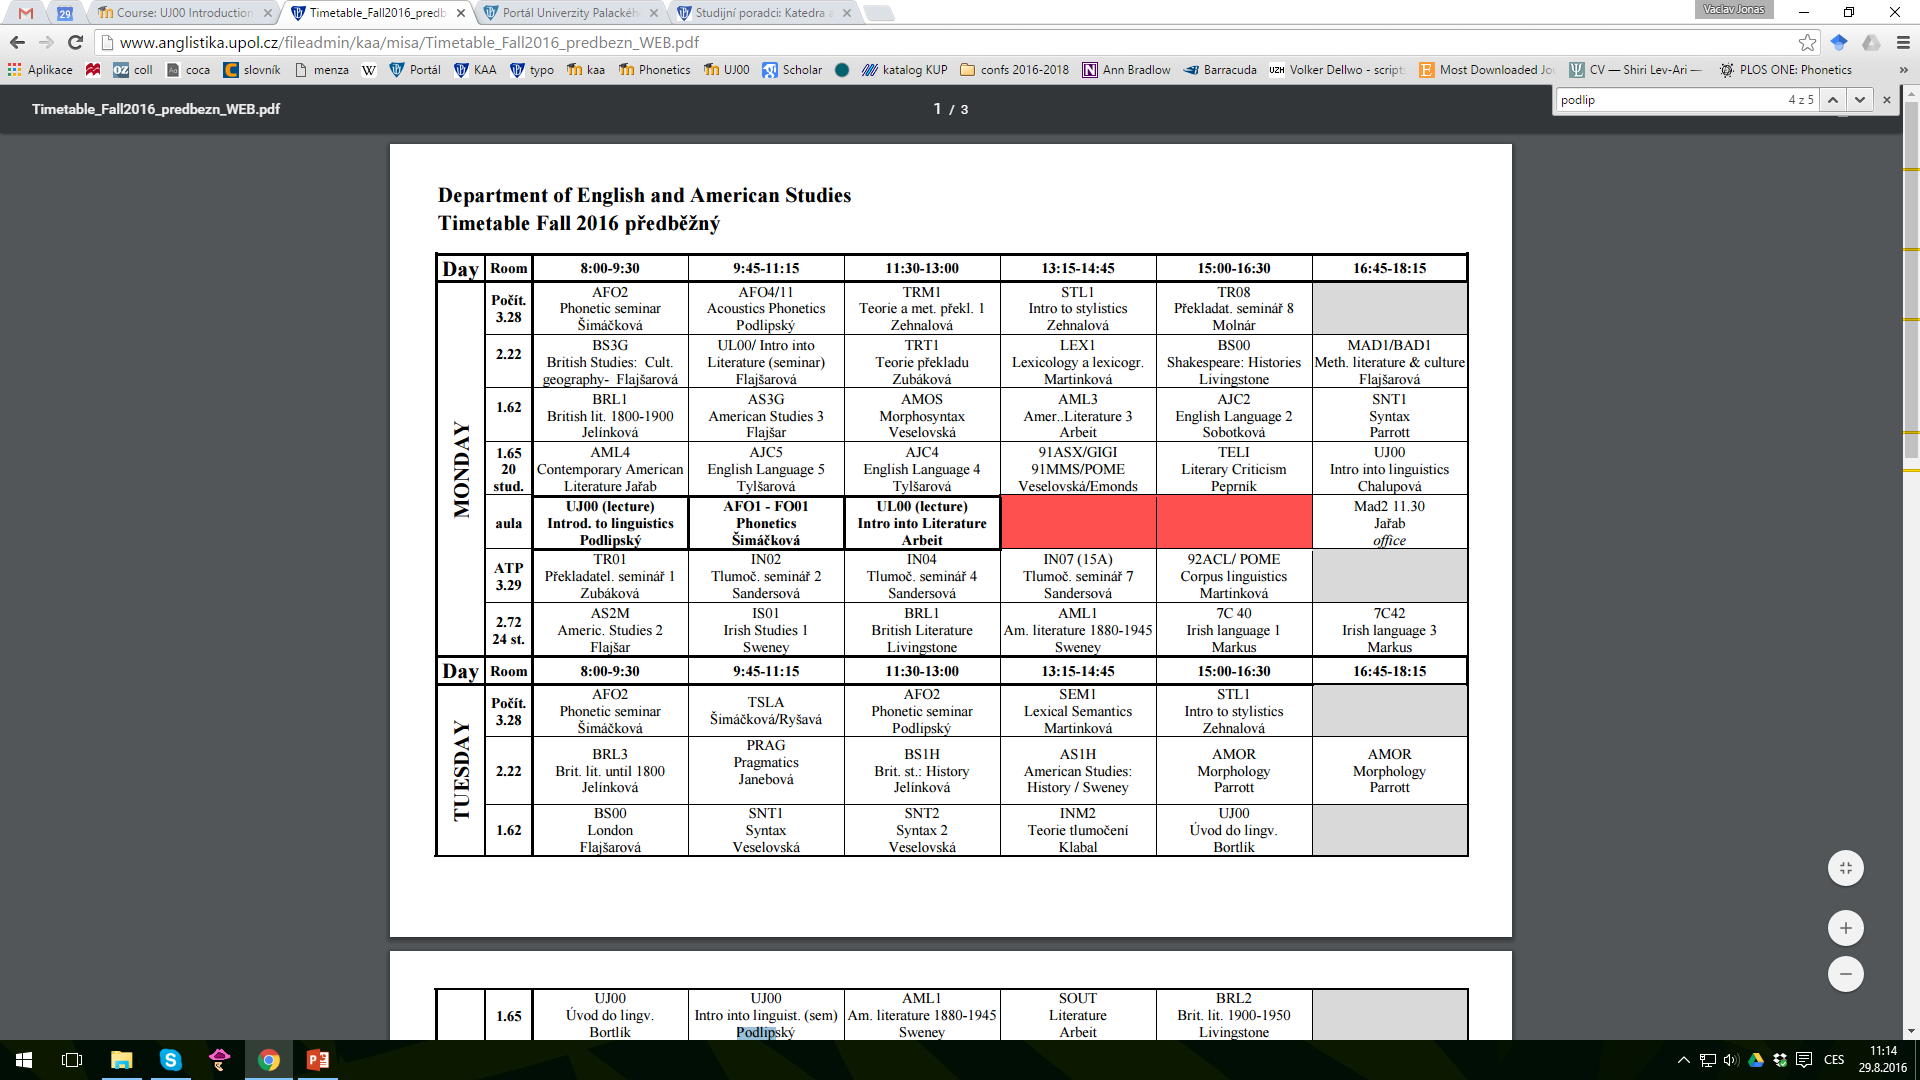 Course: UJ00 Introduction
Timetable_Fall2016_predb
Portál Univerzity Palackéh
Studijní poradci: Katedra a
Vaclav Jonas
www.anglistika.upol.cz/fileadmin/kaa/misa/Timetable_Fall2016_predbezn_WEB.pdf
Aplikace coll coca slovník menza W Portál KAA typo kaa Phonetics UJ00 Scholar katalog KUP confs 2016-2018 Ann Bradlow Barracuda Volker Dellwo - scripts Most Downloaded Jo CV — Shiri Lev-Ari — PLOS ONE: Phonetics »
podlip 4 z 5
Timetable_Fall2016_predbezn_WEB.pdf 1 / 3
Department of English and American Studies
Timetable Fall 2016 předběžný
Day Room 8:00-9:30 9:45-11:15 11:30-13:00 13:15-14:45 15:00-16:30 16:45-18:15
MONDAY
Počít. AFO2 AFO4/11 TRM1 STL1 TR08
3.28 Phonetic seminar Acoustics Phonetics Teorie a met. překl. 1 Intro to stylistics Překladat. seminář 8
Šimáčková Podlipský Zehnalová Zehnalová Molnár
BS3G UL00/ Intro into TRT1 LEX1 BS00 MAD1/BAD1
2.22 British Studies: Cult. Literature (seminar) Teorie překladu Lexicology a lexicogr. Shakespeare: Histories Meth. literature & culture
geography- Flajšarová Flajšarová Zubáková Martinková Livingstone Flajšarová
BRL1 AS3G AMOS AML3 AJC2 SNT1
1.62 British lit. 1800-1900 American Studies 3 Morphosyntax Amer..Literature 3 English Language 2 Syntax
Jelínková Flajšar Veselovská Arbeit Sobotková Parrott
1.65 AML4 AJC5 AJC4 91ASX/GIGI TELI UJ00
20 Contemporary American English Language 5 English Language 4 91MMS/POME Literary Criticism Intro into linguistics
stud. Literature Jařab Tylšarová Tylšarová Veselovská/Emonds Peprník Chalupová
UJ00 (lecture) AFO1 - FO01 UL00 (lecture) Mad2 11.30
aula Introd. to linguistics Phonetics Intro into Literature Jařab
Podlipský Šimáčková Arbeit office
ATP TR01 IN02 IN04 IN07 (15A) 92ACL/ POME
3.29 Překladatel. seminář 1 Tlumoč. seminář 2 Tlumoč. seminář 4 Tlumoč. seminář 7 Corpus linguistics
Zubáková Sandersová Sandersová Sandersová Martinková
2.72 AS2M IS01 BRL1 AML1 7C 40 7C42
24 st. Americ. Studies 2 Irish Studies 1 British Literature Am. literature 1880-1945 Irish language 1 Irish language 3
Flajšar Sweney Livingstone Sweney Markus Markus
Day Room 8:00-9:30 9:45-11:15 11:30-13:00 13:15-14:45 15:00-16:30 16:45-18:15
TUESDAY
Počít. AFO2 TSLA AFO2 SEM1 STL1
3.28 Phonetic seminar Šimáčková/Ryšavá Phonetic seminar Lexical Semantics Intro to stylistics
Šimáčková Podlipský Martinková Zehnalová
BRL3 PRAG BS1H AS1H AMOR AMOR
2.22 Brit. lit. until 1800 Pragmatics Brit. st.: History American Studies: Morphology Morphology
Jelínková Janebová Jelínková History / Sweney Parrott Parrott
BS00 SNT1 SNT2 INM2 UJ00
1.62 London Syntax Syntax 2 Teorie tlumočení Úvod do lingv.
Flajšarová Veselovská Veselovská Klabal Bortlík
UJ00 UJ00 AML1 SOUT BRL2
1.65 Úvod do lingv. Intro into linguist. (sem) Am. literature 1880-1945 Literature Brit. lit. 1900-1950
Bortlík Podlipský Sweney Arbeit Livingstone
CES
11:14
29.8.2016